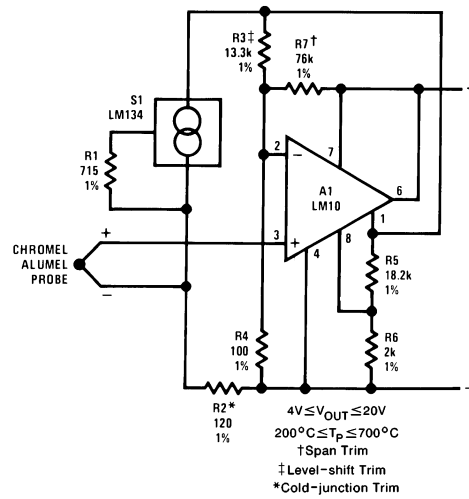 R3‡
13.3k
1%
R7†
76k
1%
S1
LM134
R1
715
1%
2
−
7
A1
LM10
6
1
3
+
4
8
+
CHROMEL
ALUMEL
PROBE
−
R5
18.2k
1%
R4
100
1%
R6
2k
1%
R2*
120
1%
4V≤VOUT≤20V
200°C≤TP≤700°C
†Span Trim
‡Level-shift Trim
*Cold-junction Trim